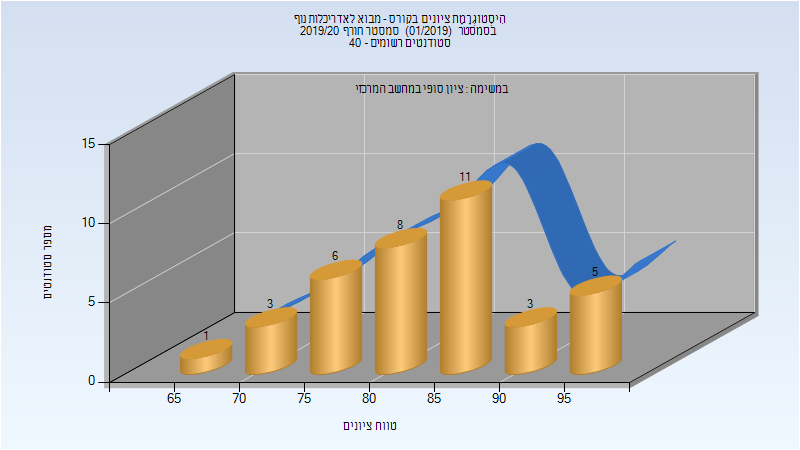 היסטוגרמת ציונים בקורס - מבוא לאדריכלות נוף
בסמסטר (01/2019) סמסטר חורף 2019/20
סטודנטים רשומים - 40
במשימה : ציון סופי במחשב המרכזי
מספר סטודנטים
15
10
5
0
1
3
6
8
11
3
5
65 70 75 80 85 90 95
טווח ציונים